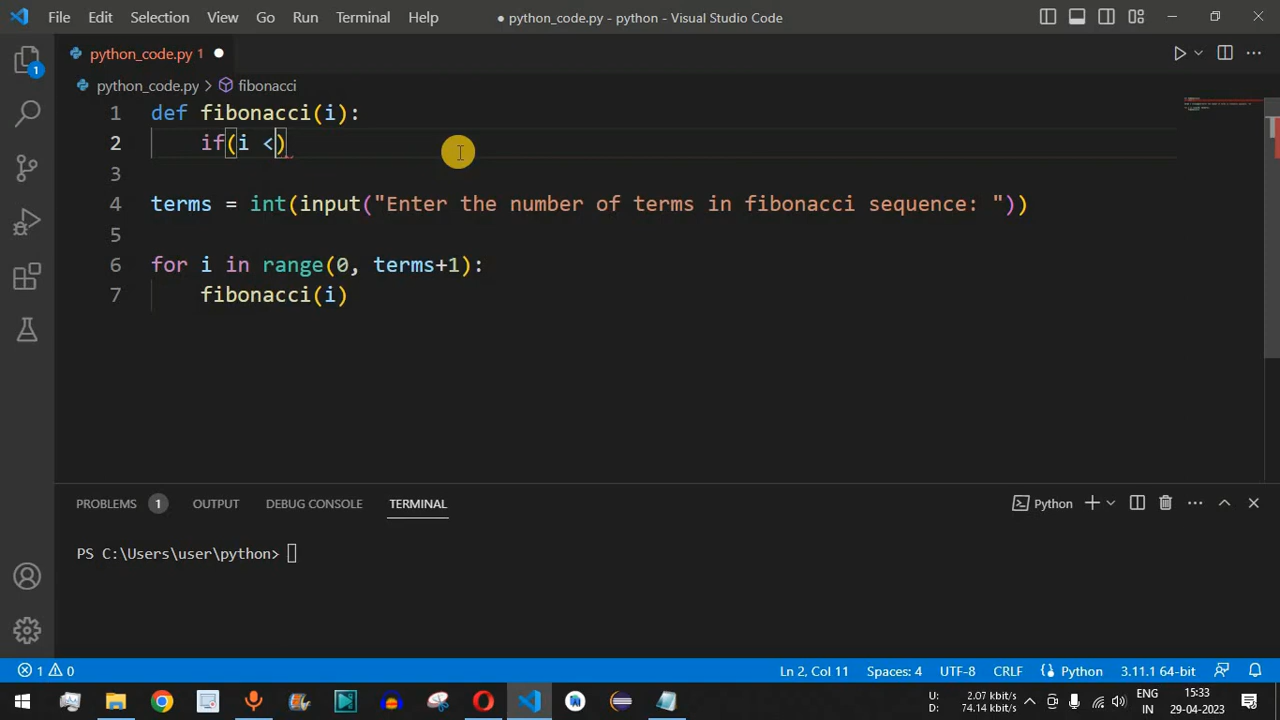 File Edit Selection View Go Run Terminal Help ● python_code.py - python - Visual Studio Code
python_code.py 1
python_code.py > fibonacci
1
1 def fibonacci(i):
2 if(i <)
3
4 terms = int(input("Enter the number of terms in fibonacci sequence: "))
5
6 for i in range(0, terms+1):
7 fibonacci(i)
PROBLEMS 1 OUTPUT DEBUG CONSOLE TERMINAL Python
PS C:\Users\user\python>
1 0 Ln 2, Col 11 Spaces: 4 UTF-8 CRLF Python 3.11.1 64-bit
U: 2.07 kbit/s ENG 15:33
D: 74.14 kbit/s IN 29-04-2023